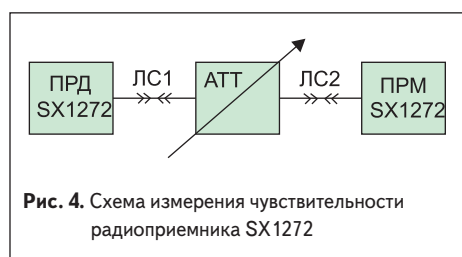 ПРД
SX1272
ЛС1
АТТ
ЛС2
ПРМ
SX1272
Рис. 4. Схема измерения чувствительности
радиоприемника SX1272